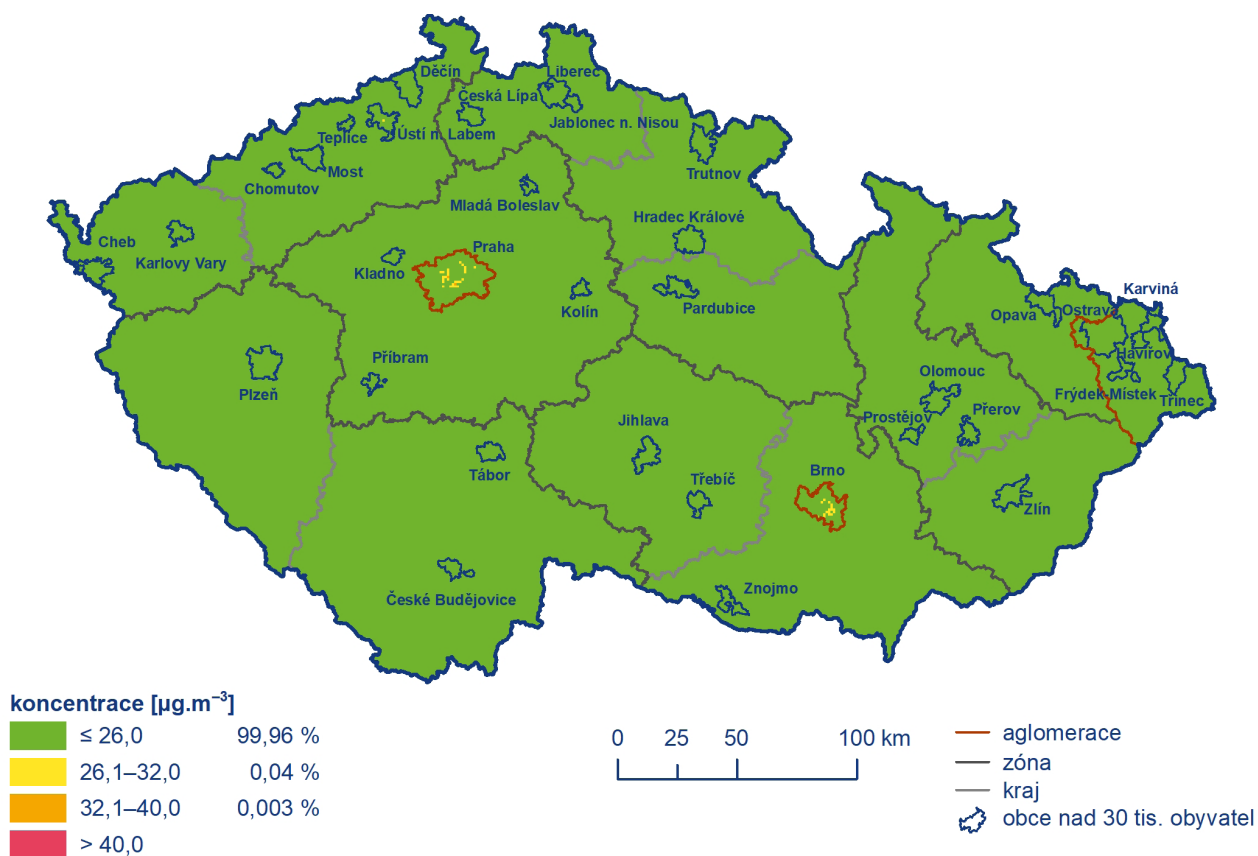 Děčín
Liberec
Česká Lípa
Jablonec n. Nisou
Teplice
Ústí n. Labem
Trutnov
Most
Chomutov
Mladá Boleslav
Hradec Králové
Cheb
Karlovy Vary
Kladno
Praha
Kolín
Pardubice
Karviná
Opava
Ostrava
Havířov
Příbram
Plzeň
Olomouc
Frýdek-Místek
Třinec
Prostějov
Přerov
Jihlava
Tábor
Třebíč
Brno
Zlín
České Budějovice
Znojmo
koncentrace [µg.m⁻³]
≤ 26,0 99,96 %
26,1–32,0 0,04 %
32,1–40,0 0,003 %
> 40,0
0 25 50 100 km
aglomerace
zóna
kraj
obce nad 30 tis. obyvatel